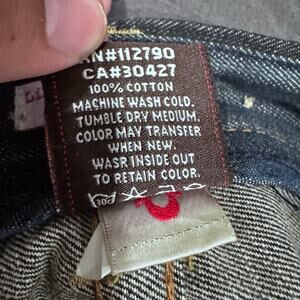 RN#112790
CA#30427
100% COTTON
MACHINE WASH COLD.
TUMBLE DRY MEDIUM.
COLOR MAY TRANSFER
WHEN NEW.
WASR INSIDE OUT
TO RETAIN COLOR.